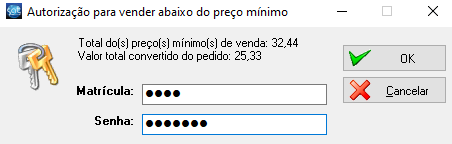 Autorização para vender abaixo do preço mínimo
Total do(s) preço(s) mínimo(s) de venda: 32,44
Valor total convertido do pedido: 25,33
Matrícula: ●●●●
Senha: ●●●●●●●
OK
Cancelar